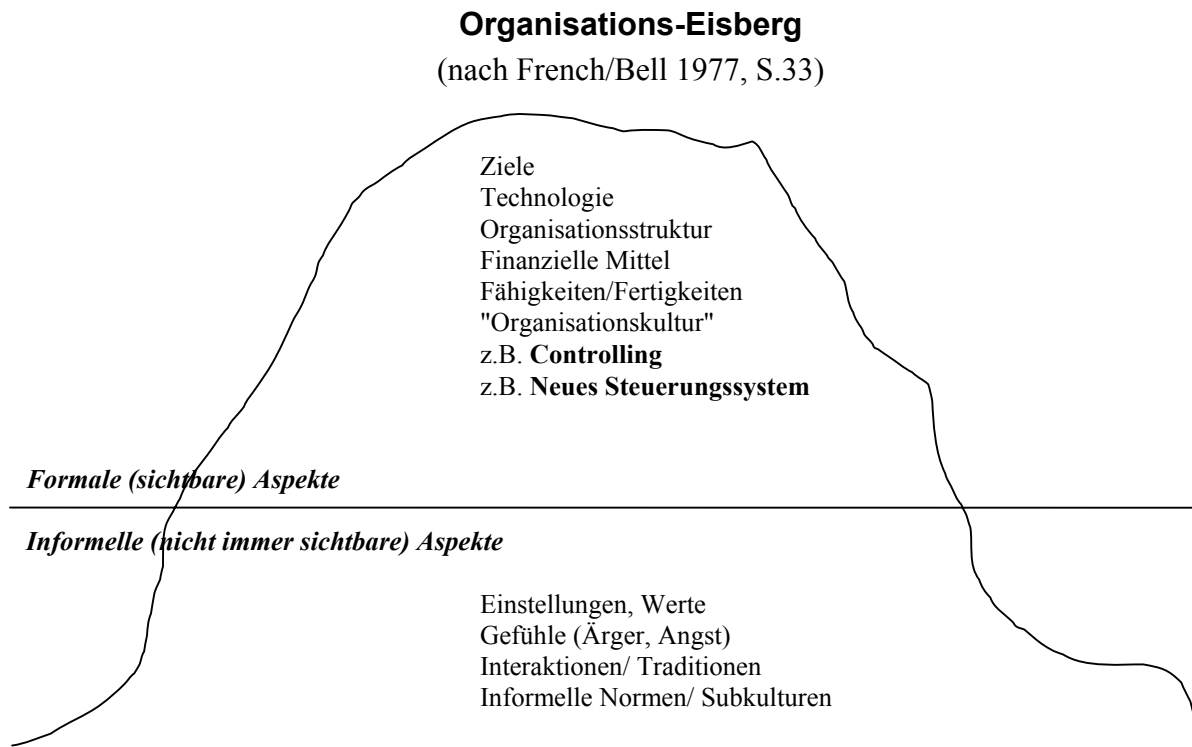 Organisations-Eisberg
(nach French/Bell 1977, S.33)
Ziele
Technologie
Organisationsstruktur
Finanzielle Mittel
Fähigkeiten/Fertigkeiten
"Organisationskultur"
z.B. Controlling
z.B. Neues Steuerungssystem
Formale (sichtbare) Aspekte
Informelle (nicht immer sichtbare) Aspekte
Einstellungen, Werte
Gefühle (Ärger, Angst)
Interaktionen/ Traditionen
Informelle Normen/ Subkulturen